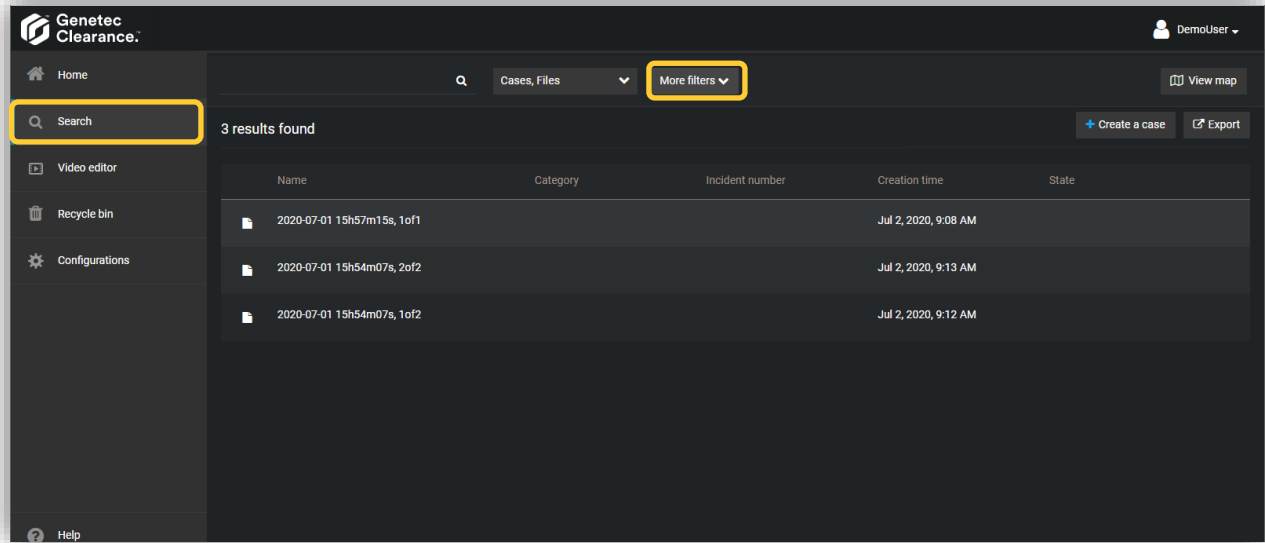 Genetec
Clearance.™
DemoUser
Home
Cases, Files
More filters
View map
Search
3 results found
+ Create a case
Export
Video editor
Name Category Incident number Creation time State
Recycle bin
2020-07-01 15h57m15s, 1of1 Jul 2, 2020, 9:08 AM
Configurations
2020-07-01 15h54m07s, 2of2 Jul 2, 2020, 9:13 AM
2020-07-01 15h54m07s, 1of2 Jul 2, 2020, 9:12 AM
? Help